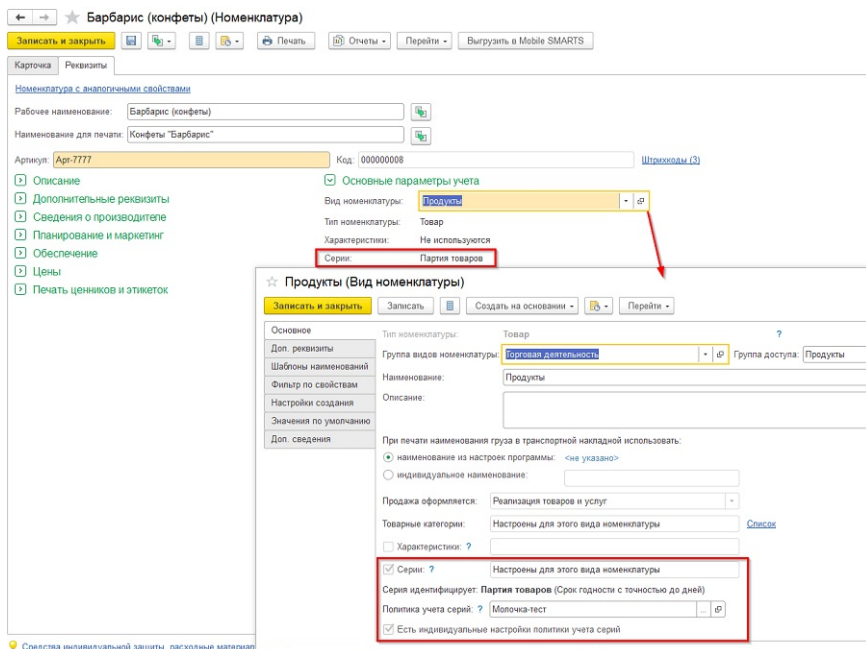 Барбарис (конфеты) (Номенклатура)
Записать и закрыть Печать Отчеты Перейти Выгрузить в Mobile SMARTS
Карточка Реквизиты
Номенклатура с аналогичными свойствами
Рабочее наименование: Барбарис (конфеты)
Наименование для печати: Конфеты "Барбарис"
Артикул: Арт-7777 Код: 000000008 Штрихкоды (3)
Описание
Дополнительные реквизиты
Сведения о производителе
Планирование и маркетинг
Обеспечение
Цены
Печать ценников и этикеток
Основные параметры учета
Вид номенклатуры: Продукты
Тип номенклатуры: Товар
Характеристики: Не используются
Серии: Партия товаров
Продукты (Вид номенклатуры)
Записать и закрыть Записать Создать на основании Перейти
Основное
Доп. реквизиты
Шаблоны наименований
Фильтр по свойствам
Настройки создания
Значения по умолчанию
Доп. сведения
Тип номенклатуры: Товар ?
Группа видов номенклатуры: Торговая деятельность Группа доступа: Продукты
Наименование: Продукты
Описание:
При печати наименования груза в транспортной накладной использовать:
наименование из настроек программы: <не указано>
индивидуальное наименование:
Продажа оформляется: Реализация товаров и услуг
Товарные категории: Настроены для этого вида номенклатуры Список
Характеристики: ?
Серии: ? Настроены для этого вида номенклатуры
Серия идентифицирует: Партия товаров (Срок годности с точностью до дней)
Политика учета серий: ? Молочка-тест ...
Есть индивидуальные настройки политики учета серий
Средства индивидуальной защиты, расходные материал